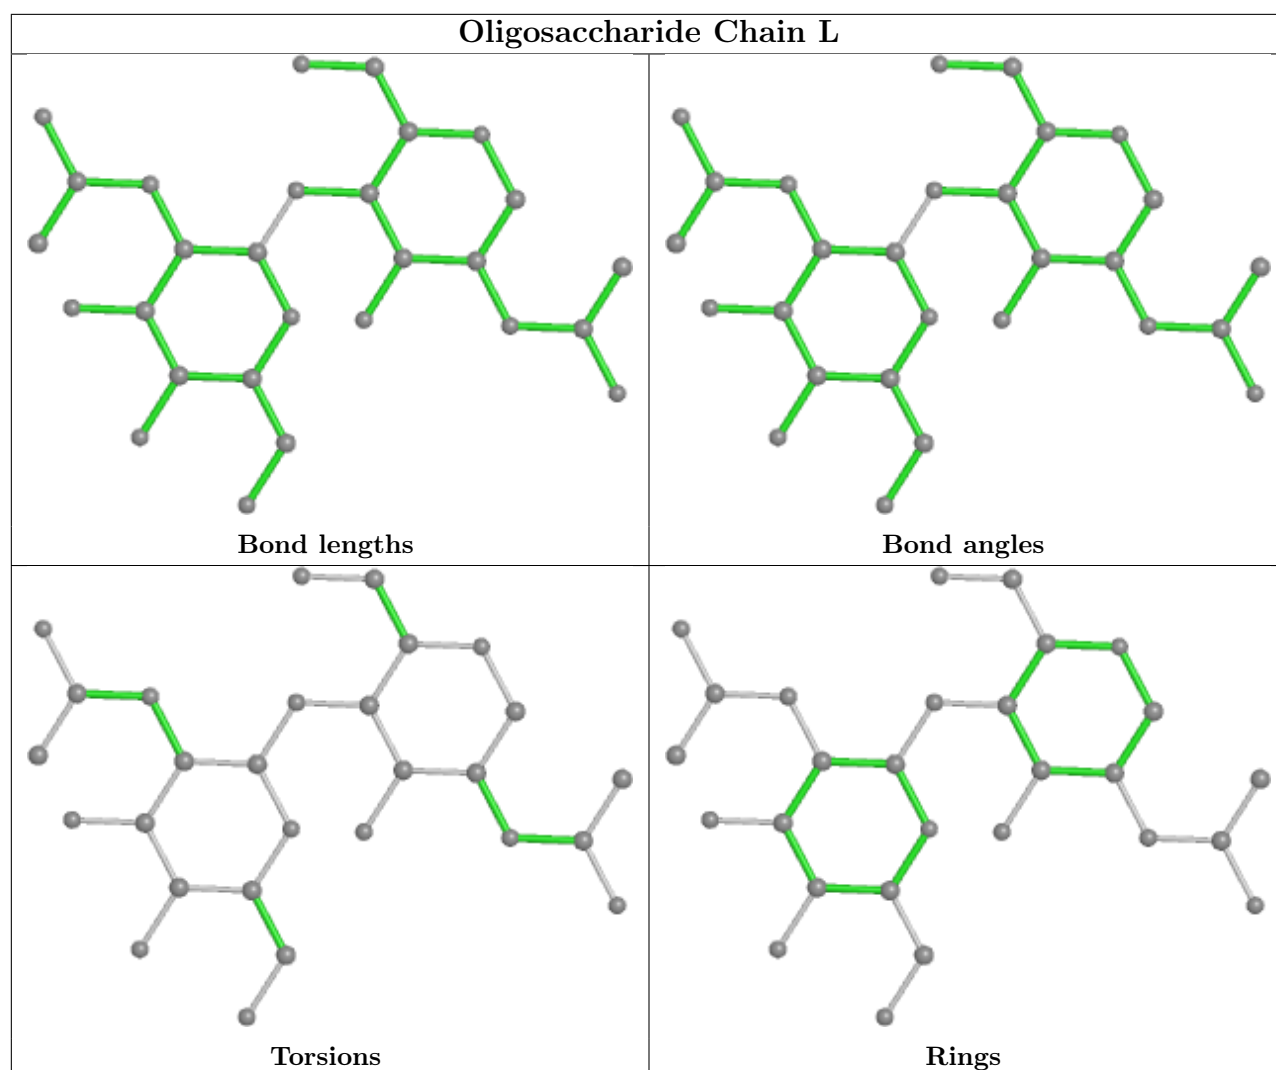 Oligosaccharide Chain L
Bond lengths
Bond angles
Torsions
Rings